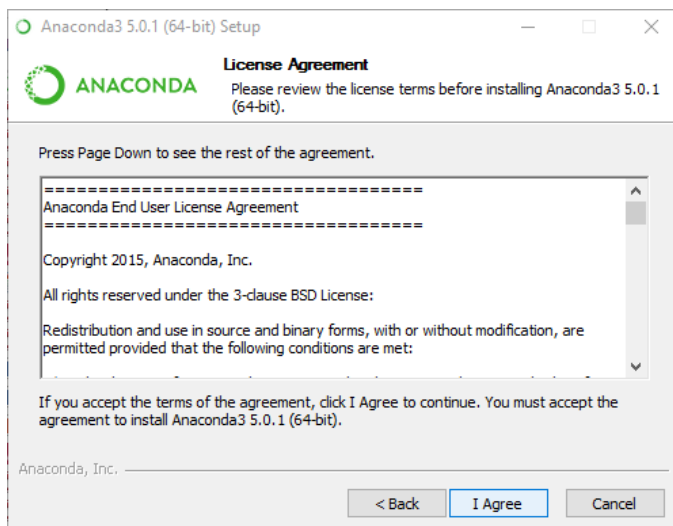 Anaconda3 5.0.1 (64-bit) Setup
ANACONDA
License Agreement
Please review the license terms before installing Anaconda3 5.0.1
(64-bit).
Press Page Down to see the rest of the agreement.
===================================
Anaconda End User License Agreement
===================================
Copyright 2015, Anaconda, Inc.
All rights reserved under the 3-clause BSD License:
Redistribution and use in source and binary forms, with or without modification, are
permitted provided that the following conditions are met:
If you accept the terms of the agreement, click I Agree to continue. You must accept the
agreement to install Anaconda3 5.0.1 (64-bit).
Anaconda, Inc.
< Back
I Agree
Cancel